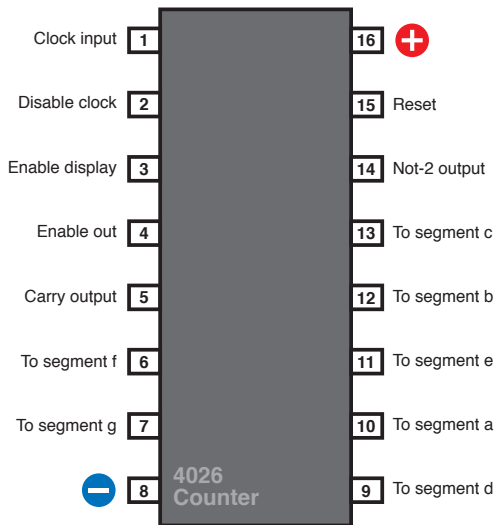 Clock input 1
Disable clock 2
Enable display 3
Enable out 4
Carry output 5
To segment f 6
To segment g 7
8
4026
Counter
16
15 Reset
14 Not-2 output
13 To segment c
12 To segment b
11 To segment e
10 To segment a
9 To segment d